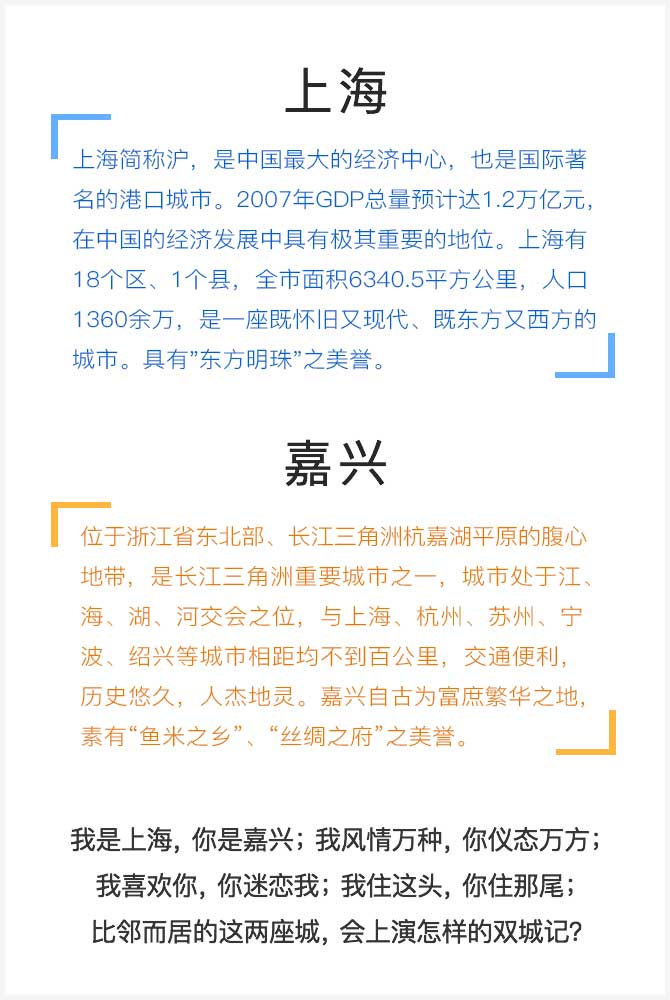 上海
上海简称沪，是中国最大的经济中心，也是国际著
名的港口城市。2007年GDP总量预计达1.2万亿元，
在中国的经济发展中具有极其重要的地位。上海有
18个区、1个县，全市面积6340.5平方公里，人口
1360余万，是一座既怀旧又现代、既东方又西方的
城市。具有”东方明珠”之美誉。
嘉兴
位于浙江省东北部、长江三角洲杭嘉湖平原的腹心
地带，是长江三角洲重要城市之一，城市处于江、
海、湖、河交会之位，与上海、杭州、苏州、宁
波、绍兴等城市相距均不到百公里，交通便利，
历史悠久，人杰地灵。嘉兴自古为富庶繁华之地，
素有“鱼米之乡”、“丝绸之府”之美誉。
我是上海，你是嘉兴；我风情万种，你仪态万方；
我喜欢你，你迷恋我；我住这头，你住那尾；
比邻而居的这两座城，会上演怎样的双城记？